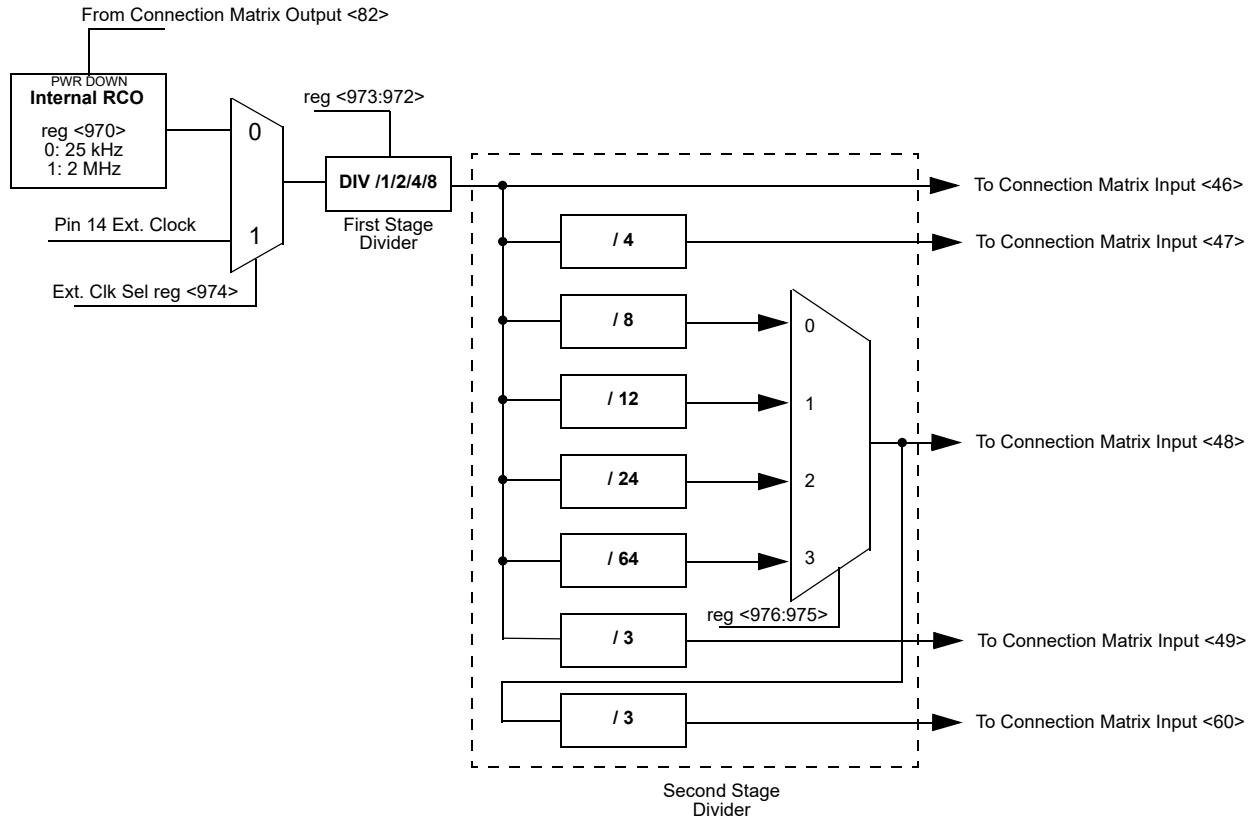 From Connection Matrix Output <82>
PWR DOWN
Internal RCO
reg <970>
0: 25 kHz
1: 2 MHz
0
1
Pin 14 Ext. Clock
Ext. Clk Sel reg <974>
reg <973:972>
DIV /1/2/4/8
First Stage
Divider
To Connection Matrix Input <46>
/ 4
To Connection Matrix Input <47>
/ 8
0
/ 12
1
To Connection Matrix Input <48>
/ 24
2
/ 64
3
reg <976:975>
/ 3
To Connection Matrix Input <49>
/ 3
To Connection Matrix Input <60>
Second Stage
Divider